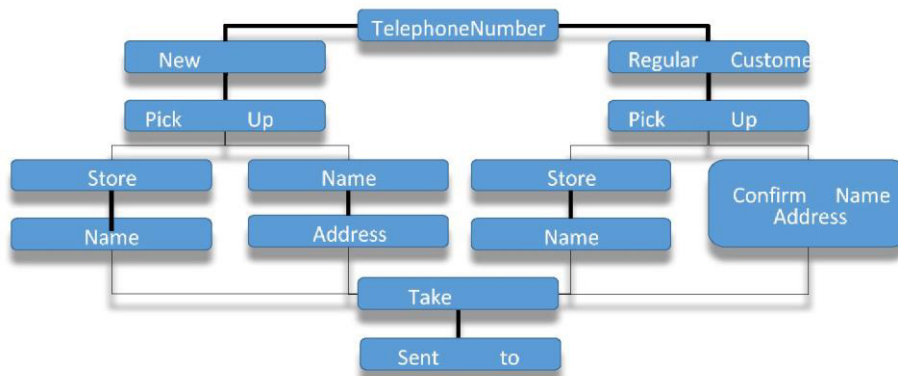 TelephoneNumber
New
Regular Custome
Pick Up
Pick Up
Store
Name
Store
Confirm Name
Address
Name
Address
Name
Take
Sent to